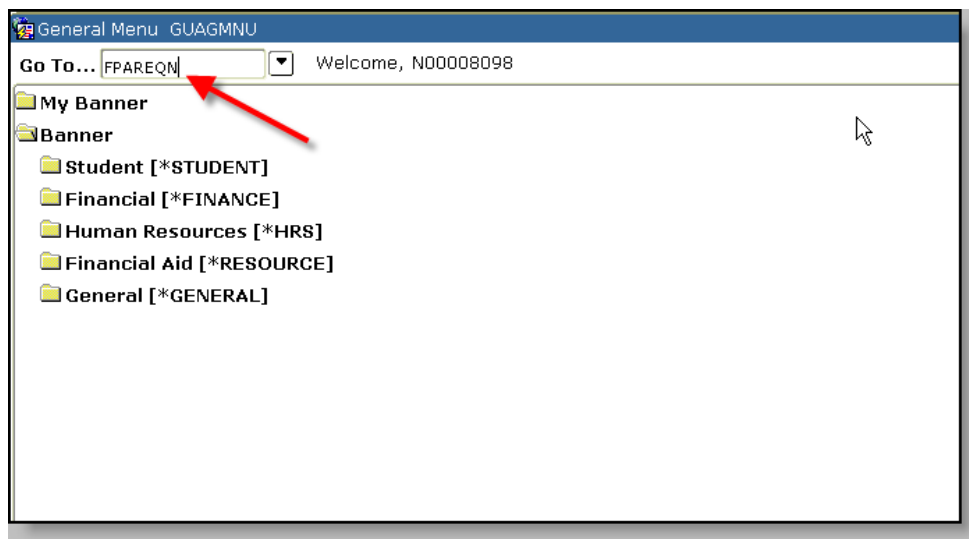 General Menu GUAGMNU
Go To... FPAREQN Welcome, N00008098
My Banner
Banner
Student [*STUDENT]
Financial [*FINANCE]
Human Resources [*HRS]
Financial Aid [*RESOURCE]
General [*GENERAL]